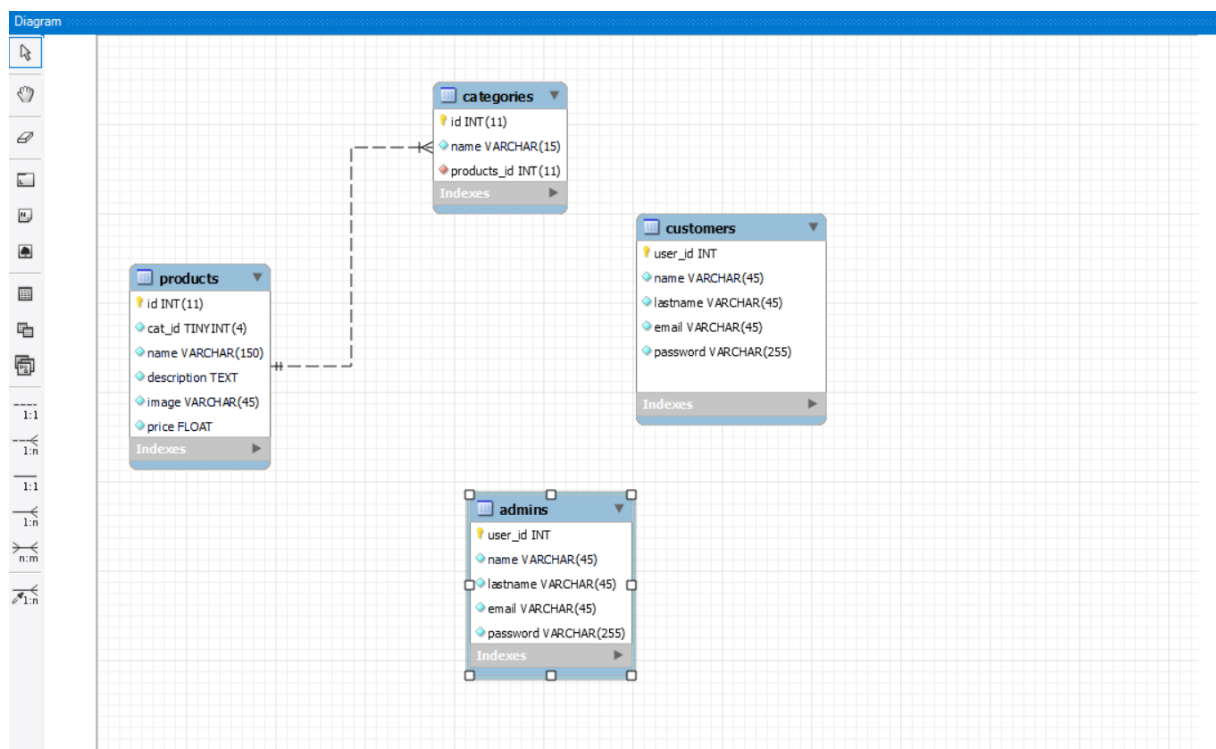 Diagram
categories
id INT(11)
name VARCHAR(15)
products_id INT(11)
Indexes
customers
user_id INT
name VARCHAR(45)
lastname VARCHAR(45)
email VARCHAR(45)
password VARCHAR(255)
Indexes
products
id INT(11)
cat_id TINYINT(4)
name VARCHAR(150)
description TEXT
image VARCHAR(45)
price FLOAT
Indexes
admins
user_id INT
name VARCHAR(45)
lastname VARCHAR(45)
email VARCHAR(45)
password VARCHAR(255)
Indexes
1:1
1:n
1:1
1:n
n:m
1:n